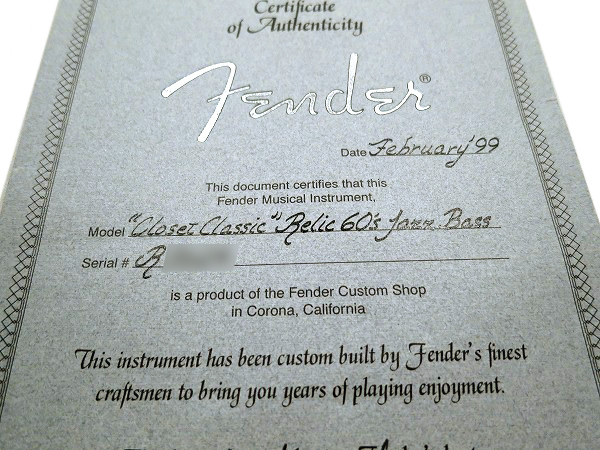 Certificate
of Authenticity
Fender®
Date February '99
This document certifies that this
Fender Musical Instrument,
Model "Closet Classic" Relic 60's Jazz Bass
Serial # R
is a product of the Fender Custom Shop
in Corona, California
This instrument has been custom built by Fender's finest
craftsmen to bring you years of playing enjoyment.